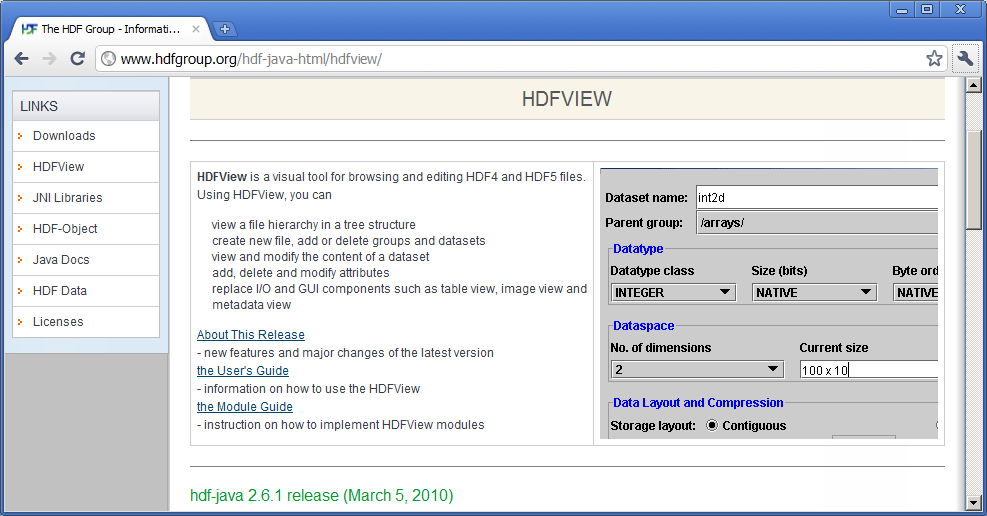 The HDF Group - Informati...
www.hdfgroup.org/hdf-java-html/hdfview/
LINKS
Downloads
HDFView
JNI Libraries
HDF-Object
Java Docs
HDF Data
Licenses
HDFVIEW
HDFView is a visual tool for browsing and editing HDF4 and HDF5 files.
Using HDFView, you can
view a file hierarchy in a tree structure
create new file, add or delete groups and datasets
view and modify the content of a dataset
add, delete and modify attributes
replace I/O and GUI components such as table view, image view and
metadata view
About This Release
- new features and major changes of the latest version
the User's Guide
- information on how to use the HDFView
the Module Guide
- instruction on how to implement HDFView modules
Dataset name: int2d
Parent group: /arrays/
Datatype
Datatype class Size (bits) Byte ord
INTEGER NATIVE NATIVE
Dataspace
No. of dimensions Current size
2 100 x 10
Data Layout and Compression
Storage layout: Contiguous
hdf-java 2.6.1 release (March 5, 2010)